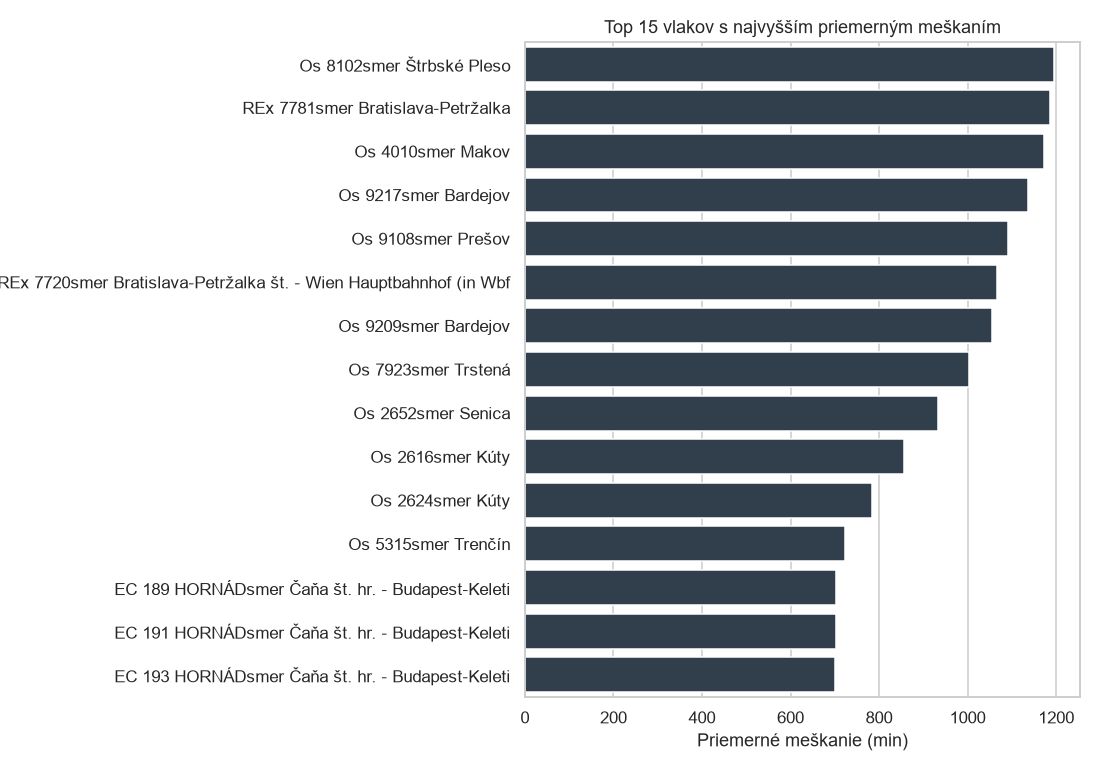 Top 15 vlakov s najvyšším priemerným meškaním
Os 8102smer Štrbské Pleso
REx 7781smer Bratislava-Petržalka
Os 4010smer Makov
Os 9217smer Bardejov
Os 9108smer Prešov
REx 7720smer Bratislava-Petržalka št. - Wien Hauptbahnhof (in Wbf
Os 9209smer Bardejov
Os 7923smer Trstená
Os 2652smer Senica
Os 2616smer Kúty
Os 2624smer Kúty
Os 5315smer Trenčín
EC 189 HORNÁDsmer Čaňa št. hr. - Budapest-Keleti
EC 191 HORNÁDsmer Čaňa št. hr. - Budapest-Keleti
EC 193 HORNÁDsmer Čaňa št. hr. - Budapest-Keleti
0 200 400 600 800 1000 1200
Priemerné meškanie (min)